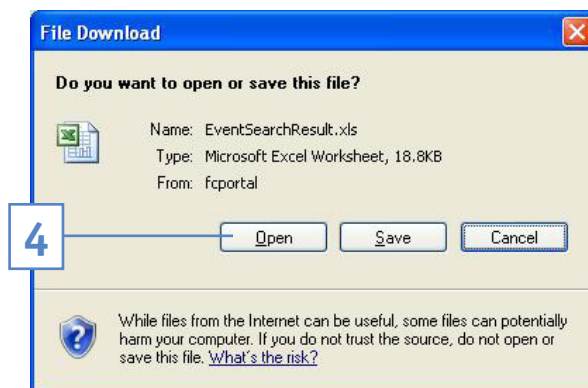 File Download
Do you want to open or save this file?
Name: EventSearchResult.xls
Type: Microsoft Excel Worksheet, 18.8KB
From: fcportal
4
Open Save Cancel
While files from the Internet can be useful, some files can potentially
harm your computer. If you do not trust the source, do not open or
save this file. What's the risk?